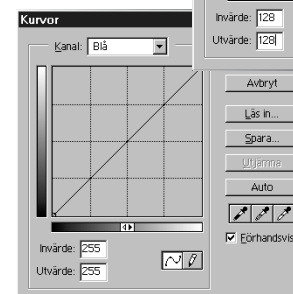 Invärde: 128
Utvärde: 128
Kurvor
Kanal: Blå
Avbryt
Läs in...
Spara...
Utjämna
Auto
Förhandsvis
Invärde: 255
Utvärde: 255